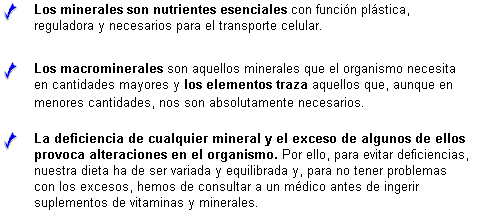 Los minerales son nutrientes esenciales con función plástica,
reguladora y necesarios para el transporte celular.
Los macrominerales son aquellos minerales que el organismo necesita
en cantidades mayores y los elementos traza aquellos que, aunque en
menores cantidades, nos son absolutamente necesarios.
La deficiencia de cualquier mineral y el exceso de algunos de ellos
provoca alteraciones en el organismo. Por ello, para evitar deficiencias,
nuestra dieta ha de ser variada y equilibrada y, para no tener problemas
con los excesos, hemos de consultar a un médico antes de ingerir
suplementos de vitaminas y minerales.